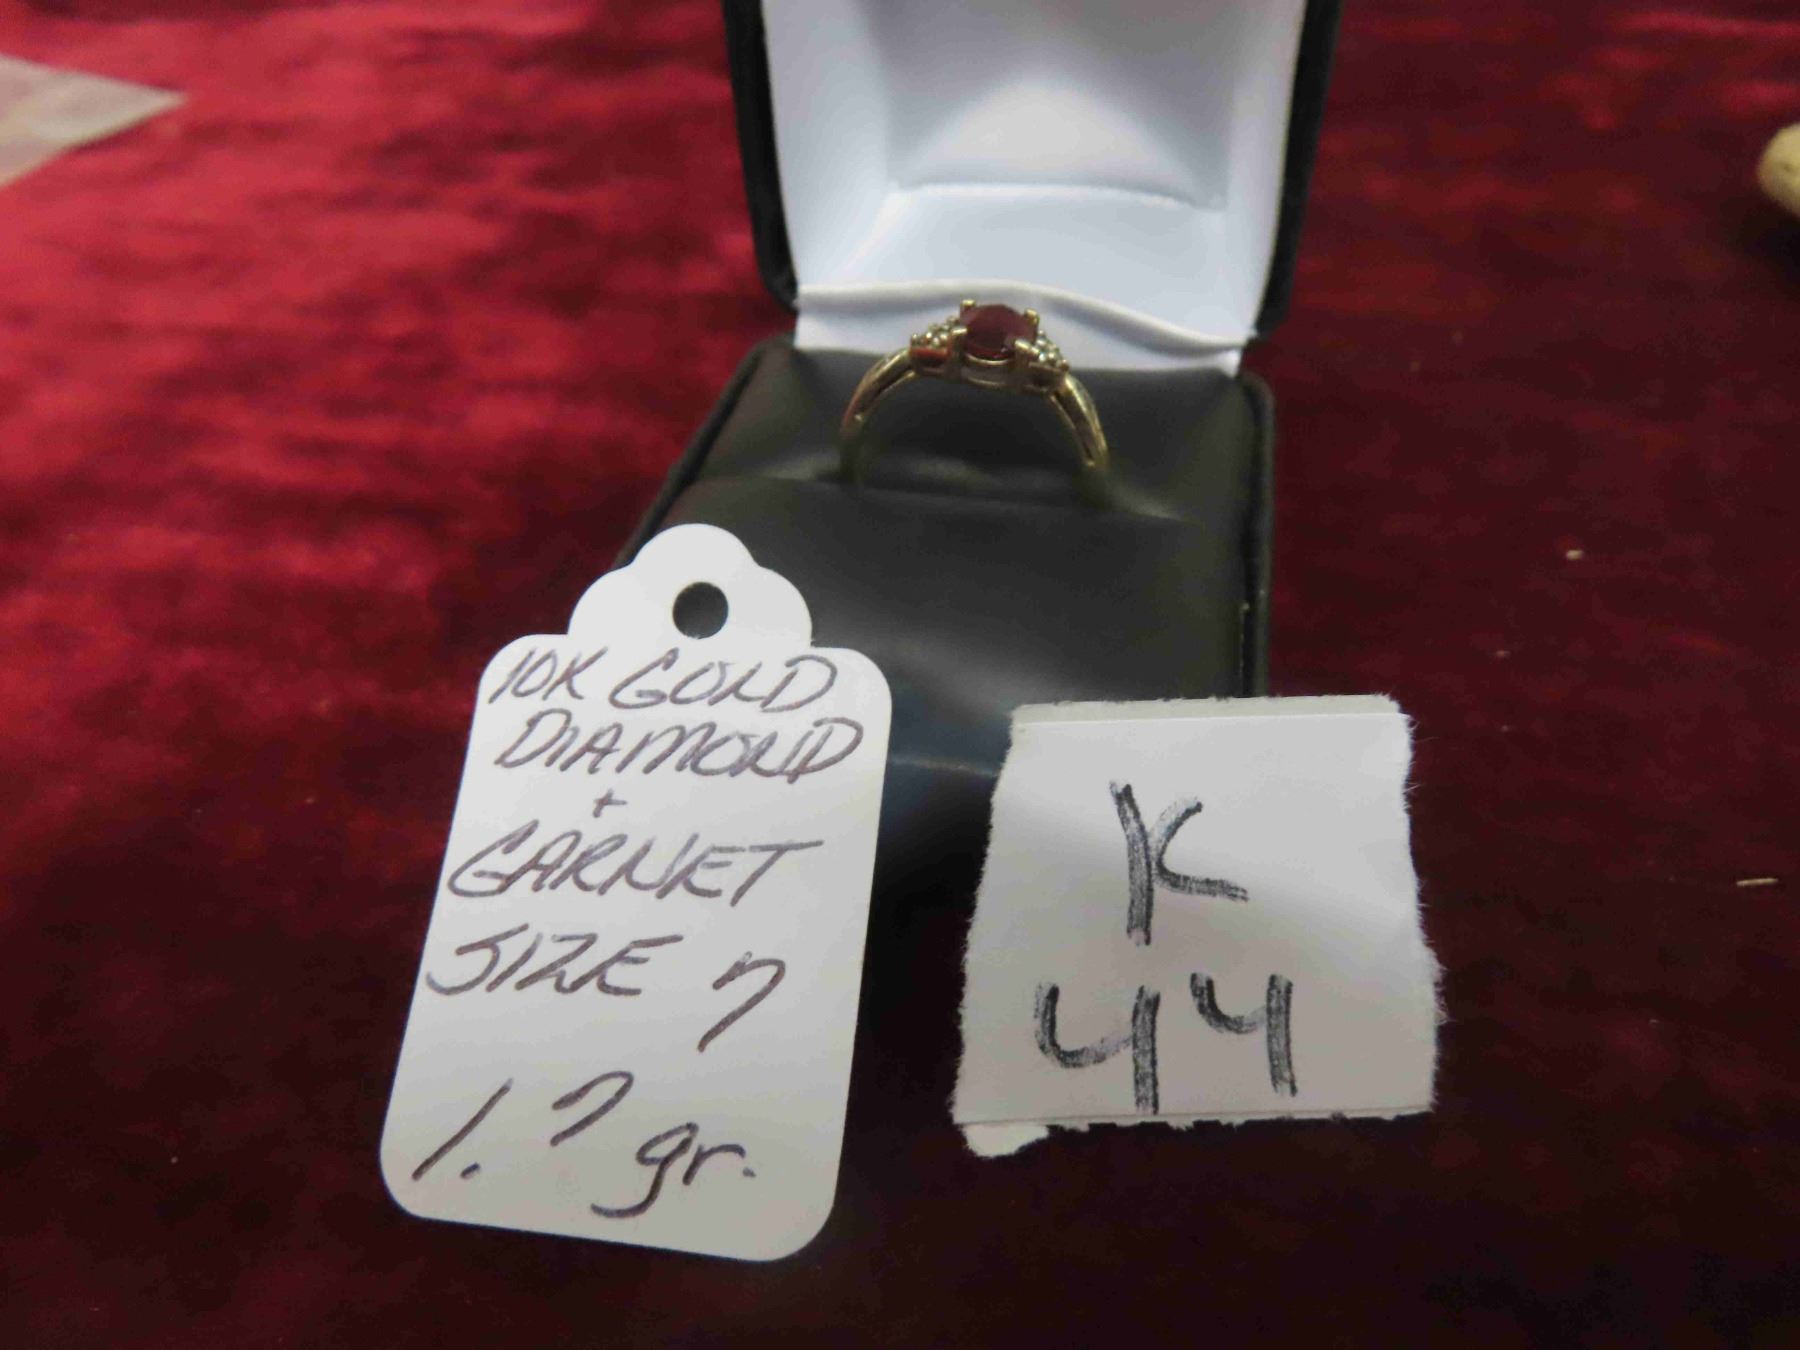 10K GOLD
DIAMOND
+
GARNET
SIZE 7
1.7 gr.
K
44